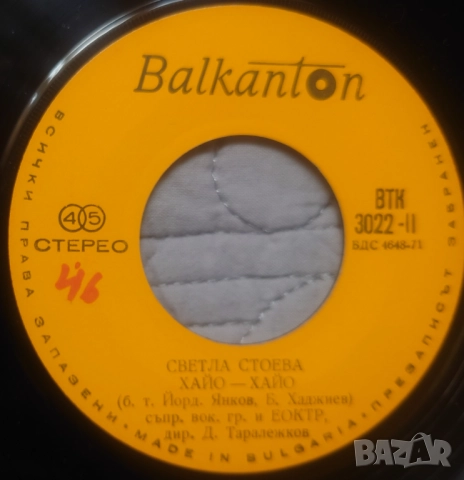 Balkanton
ВСИЧКИ ПРАВА ЗАПАЗЕНИ · MADE IN BULGARIA · ПРЕЗАПИСЪТ ЗАБРАНЕН
45
СТЕРЕО
ВТК
3022-II
БДС 4648-71
46
СВЕТЛА СТОЕВА
ХАЙО — ХАЙО
(б. т. Йорд. Янков, Б. Хаджиев)
съпр. вок. гр. и ЕОКТР,
дир. Д. Таралежков
BAZAR